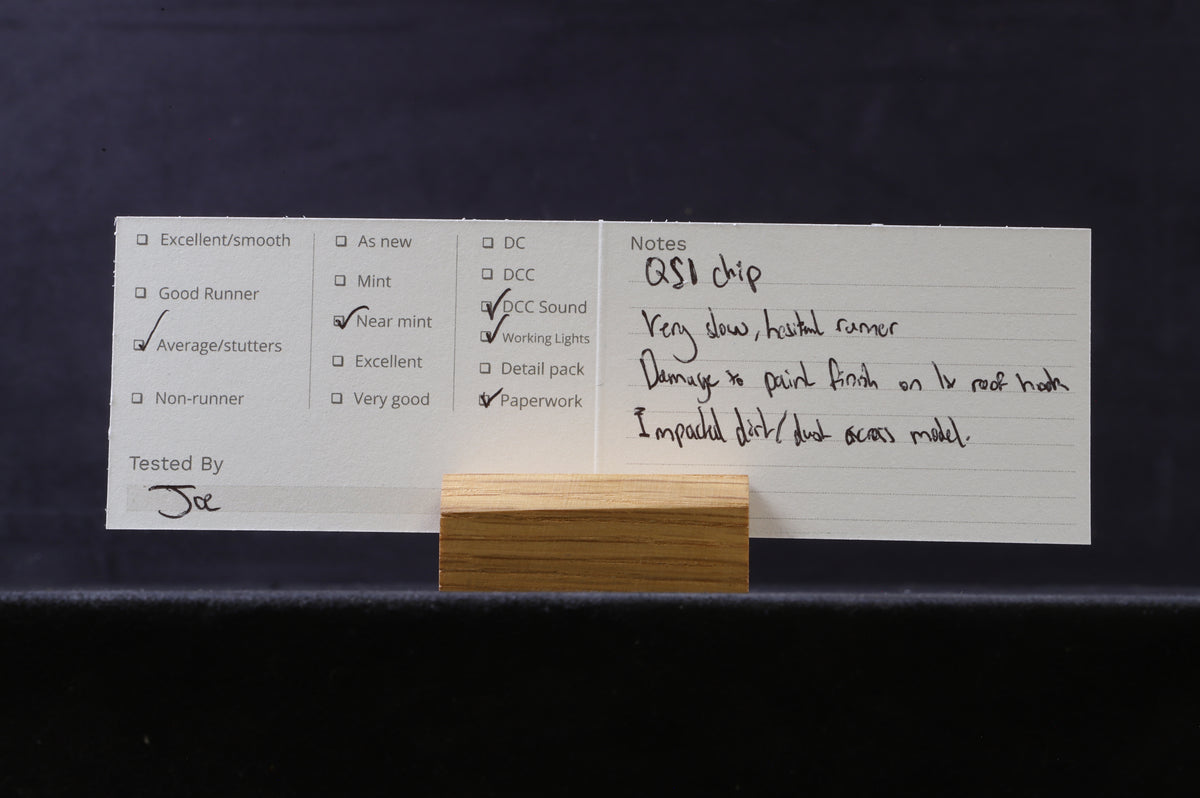 Excellent/smooth
Good Runner
Average/stutters
Non-runner
Tested By
Joe
As new
Mint
Near mint
Excellent
Very good
DC
DCC
DCC Sound
Working Lights
Detail pack
Paperwork
Notes
QSI chip
Very slow, hesitant runner
Damage to paint finish on 1x roof
Impacted dirt/dust across model.